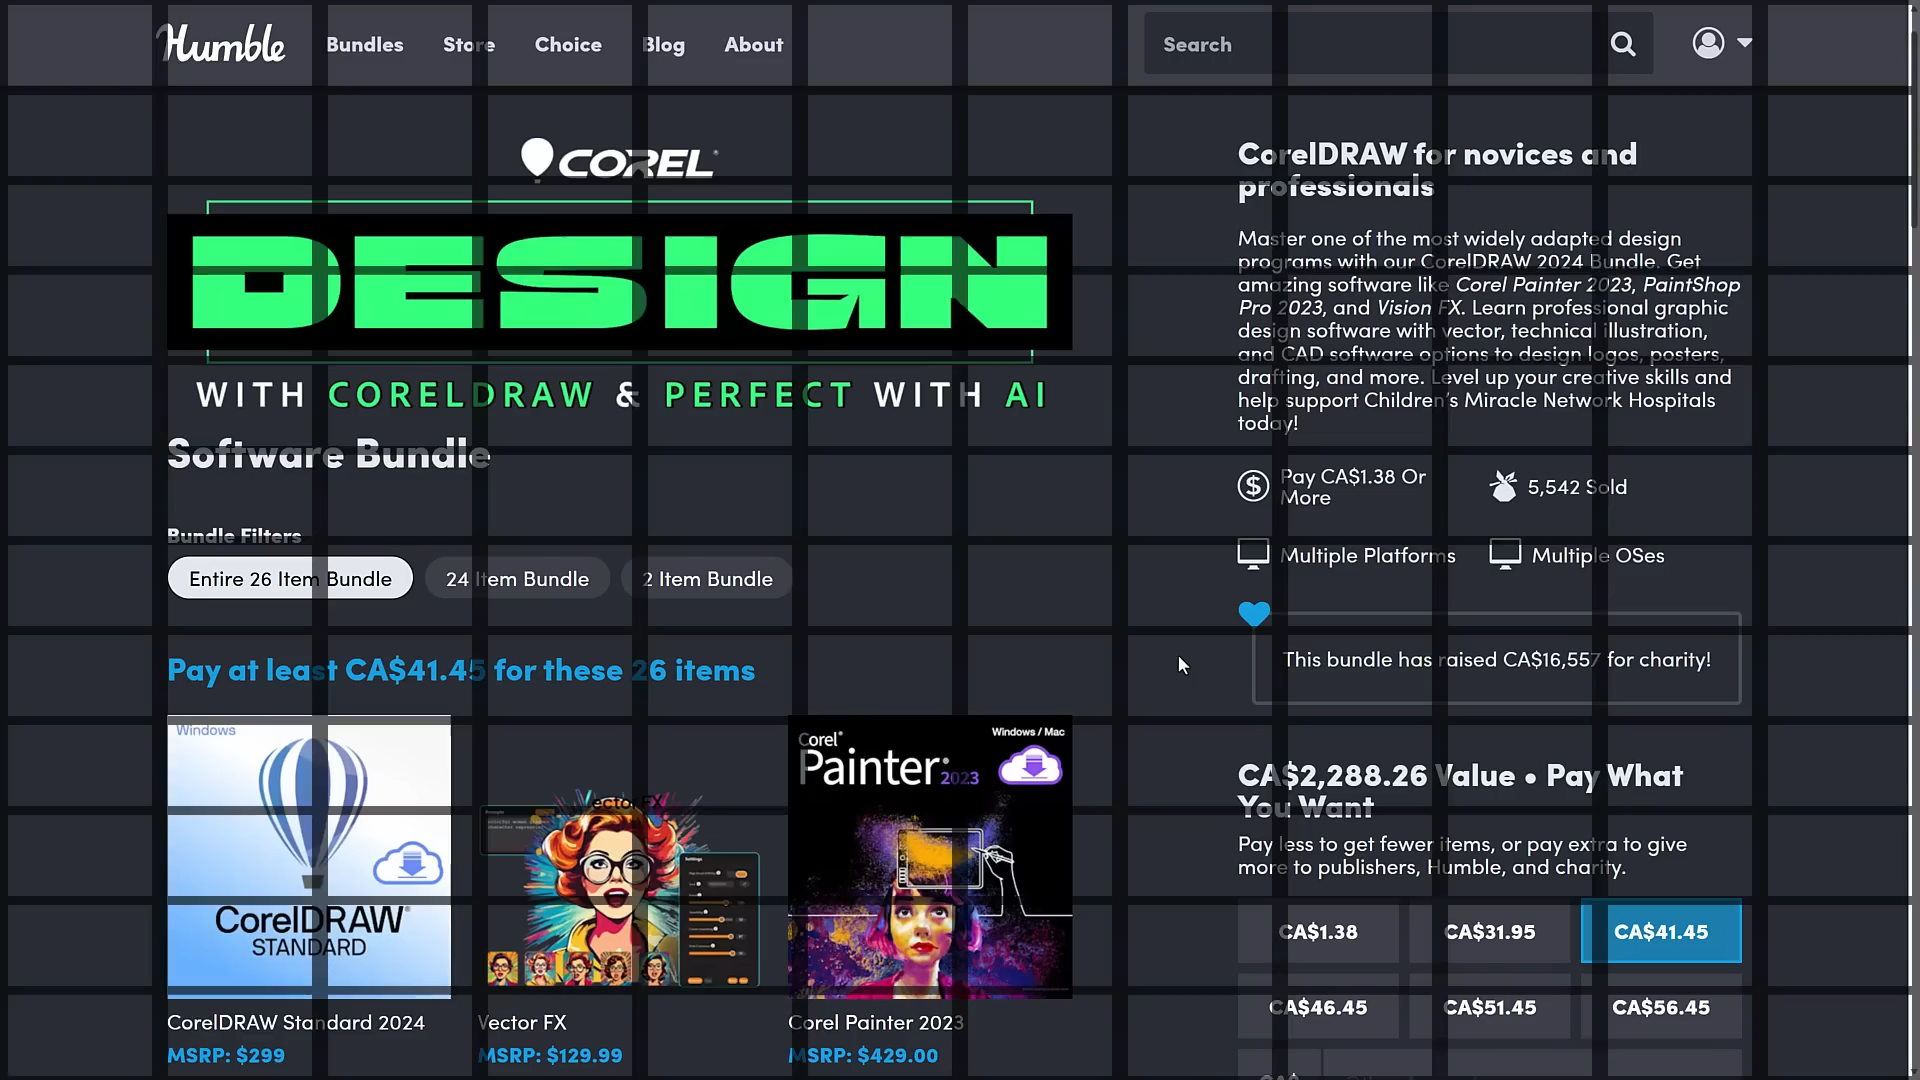 Humble
Bundles
Store
Choice
Blog
About
Search
COREL
DESIGN
WITH CORELDRAW & PERFECT WITH AI
Software Bundle
Bundle Filters
Entire 26 Item Bundle
24 Item Bundle
2 Item Bundle
Pay at least CA$41.45 for these 26 items
Windows
CorelDRAW
STANDARD
CorelDRAW Standard 2024
MSRP: $299
Vector FX
Settings
Vector FX
MSRP: $129.99
Windows / Mac
Corel
Painter 2023
Corel Painter 2023
MSRP: $429.00
CorelDRAW for novices and
professionals
Master one of the most widely adapted design
programs with our CorelDRAW 2024 Bundle. Get
amazing software like Corel Painter 2023, PaintShop
Pro 2023, and Vision FX. Learn professional graphic
design software with vector, technical illustration,
and CAD software options to design logos, posters,
drafting, and more. Level up your creative skills and
help support Children's Miracle Network Hospitals
today!
Pay CA$1.38 Or
More
5,542 Sold
Multiple Platforms
Multiple OSes
This bundle has raised CA$16,557 for charity!
CA$2,288.26 Value • Pay What
You Want
Pay less to get fewer items, or pay extra to give
more to publishers, Humble, and charity.
CA$1.38
CA$31.95
CA$41.45
CA$46.45
CA$51.45
CA$56.45